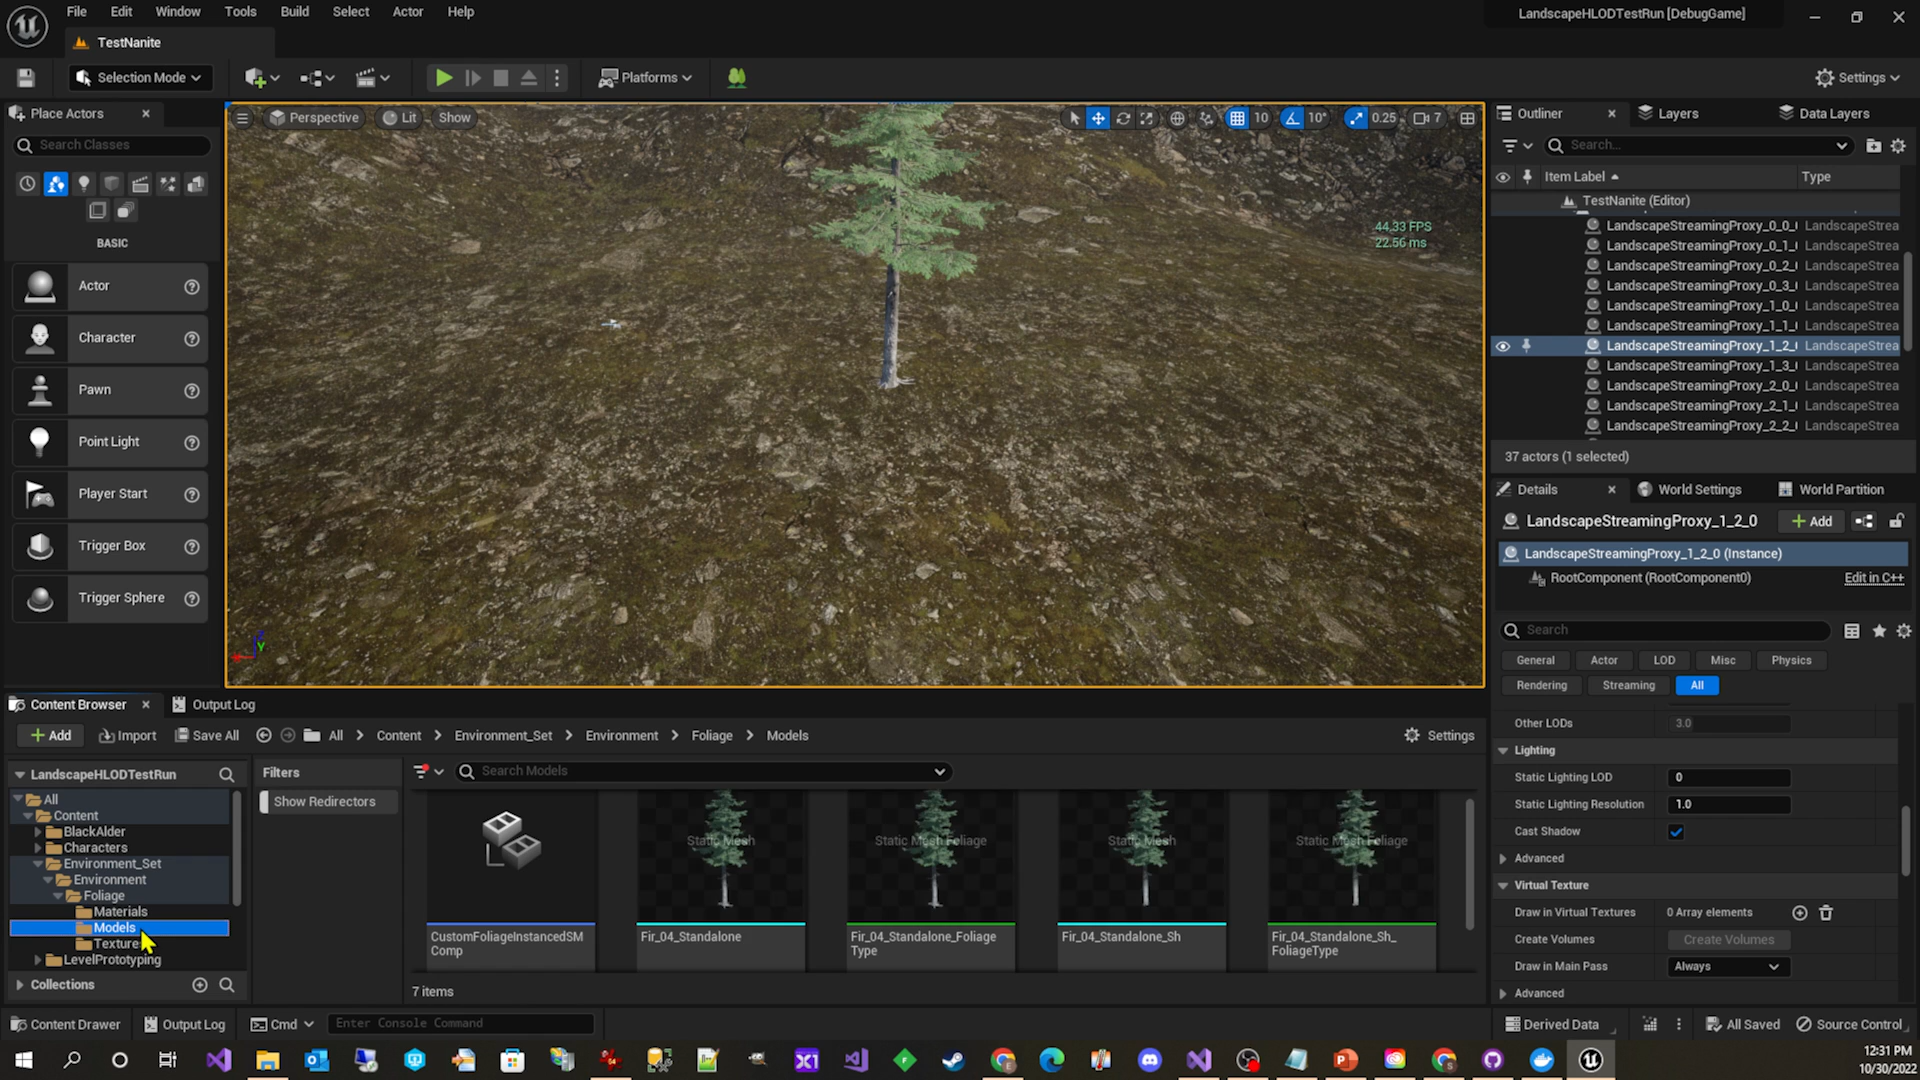 File Edit Window Tools Build Select Actor Help
LandscapeHLODTestRun [DebugGame]
TestNanite
Selection Mode
Platforms
Settings
Place Actors
Search Classes
BASIC
Actor
Character
Pawn
Point Light
Player Start
Trigger Box
Trigger Sphere
Perspective Lit Show
10 10° 0.25 7
44.33 FPS
22.56 ms
Outliner Layers Data Layers
Search...
Item Label Type
TestNanite (Editor)
LandscapeStreamingProxy_0_0_ LandscapeStrea
LandscapeStreamingProxy_0_1_ LandscapeStrea
LandscapeStreamingProxy_0_2_ LandscapeStrea
LandscapeStreamingProxy_0_3_ LandscapeStrea
LandscapeStreamingProxy_1_0_ LandscapeStrea
LandscapeStreamingProxy_1_1_ LandscapeStrea
LandscapeStreamingProxy_1_2_ LandscapeStrea
LandscapeStreamingProxy_1_3_ LandscapeStrea
LandscapeStreamingProxy_2_0_ LandscapeStrea
LandscapeStreamingProxy_2_1_ LandscapeStrea
LandscapeStreamingProxy_2_2_ LandscapeStrea
37 actors (1 selected)
Details World Settings World Partition
LandscapeStreamingProxy_1_2_0 + Add
LandscapeStreamingProxy_1_2_0 (Instance)
RootComponent (RootComponent0) Edit in C++
Search
General Actor LOD Misc Physics
Rendering Streaming All
Other LODs 3.0
Lighting
Static Lighting LOD 0
Static Lighting Resolution 1.0
Cast Shadow
Advanced
Virtual Texture
Draw in Virtual Textures 0 Array elements
Create Volumes Create Volumes
Draw in Main Pass Always
Advanced
Content Browser Output Log
+ Add Import Save All All > Content > Environment_Set > Environment > Foliage > Models Settings
LandscapeHLODTestRun
All
Content
BlackAlder
Characters
Environment_Set
Environment
Foliage
Materials
Models
Texture
LevelPrototyping
Collections
Filters
Show Redirectors
Search Models
Static Mesh
Static Mesh Foliage
Static Mesh
Static Mesh Foliage
CustomFoliageInstancedSM
Comp
Fir_04_Standalone
Fir_04_Standalone_Foliage
Type
Fir_04_Standalone_Sh
Fir_04_Standalone_Sh_
FoliageType
7 items
Content Drawer Output Log Cmd Enter Console Command
Derived Data All Saved Source Control
12:31 PM
10/30/2022